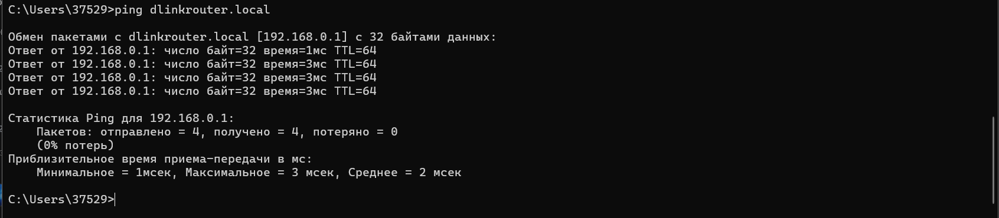 C:\Users\37529>ping dlinkrouter.local
Обмен пакетами с dlinkrouter.local [192.168.0.1] с 32 байтами данных:
Ответ от 192.168.0.1: число байт=32 время=1мс TTL=64
Ответ от 192.168.0.1: число байт=32 время=3мс TTL=64
Ответ от 192.168.0.1: число байт=32 время=3мс TTL=64
Ответ от 192.168.0.1: число байт=32 время=3мс TTL=64
Статистика Ping для 192.168.0.1:
    Пакетов: отправлено = 4, получено = 4, потеряно = 0
    (0% потерь)
Приблизительное время приема-передачи в мс:
    Минимальное = 1мсек, Максимальное = 3 мсек, Среднее = 2 мсек
C:\Users\37529>